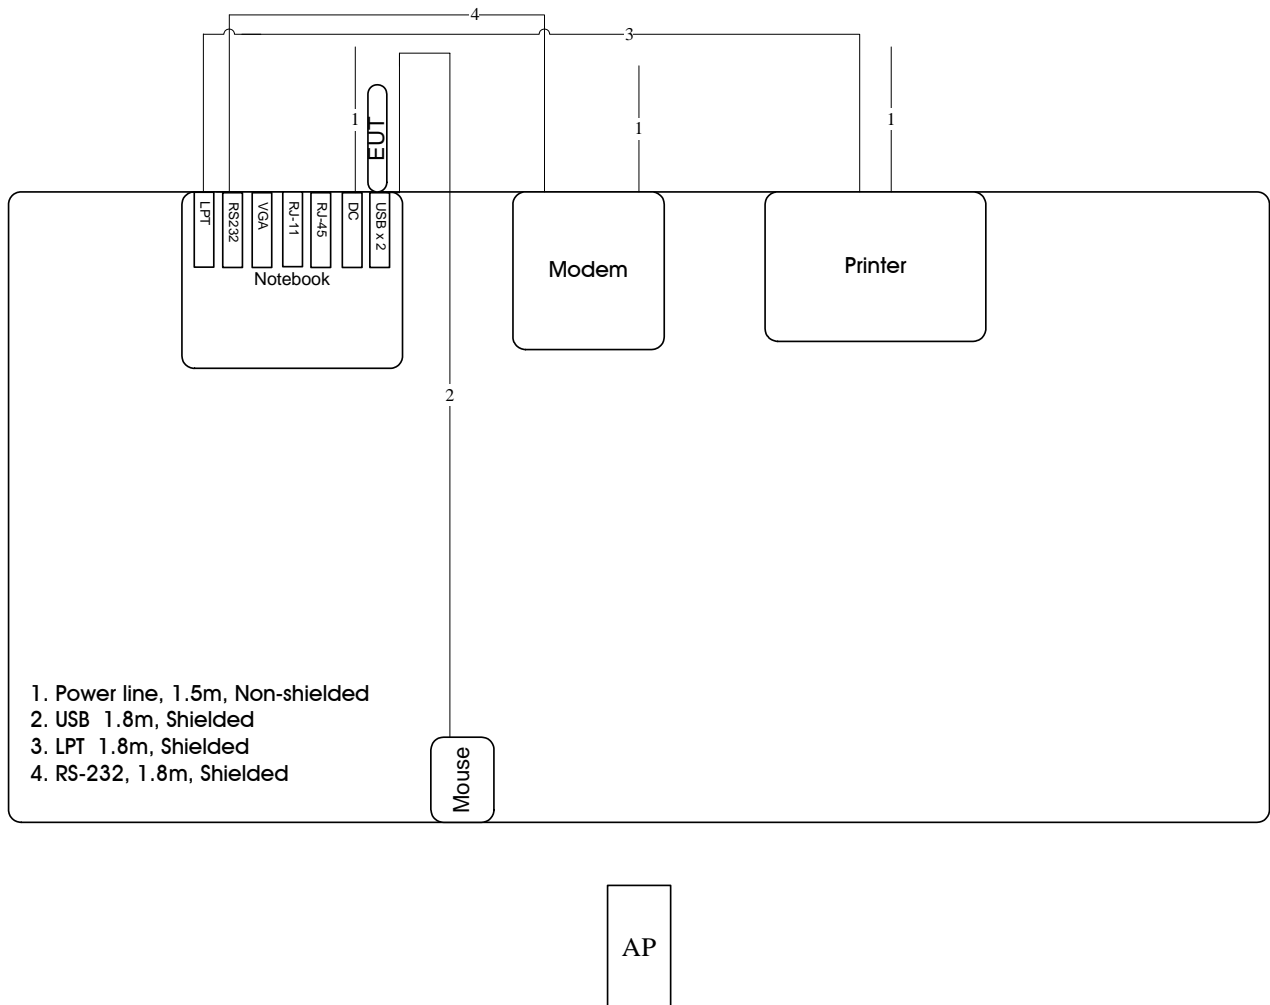 4
3
1
EUT
1
1
LPT
RS232
VGA
RJ-11
RJ-45
DC
USB x 2
Notebook
Modem
Printer
2
1. Power line, 1.5m, Non-shielded
2. USB  1.8m, Shielded
3. LPT  1.8m, Shielded
4. RS-232, 1.8m, Shielded
Mouse
AP